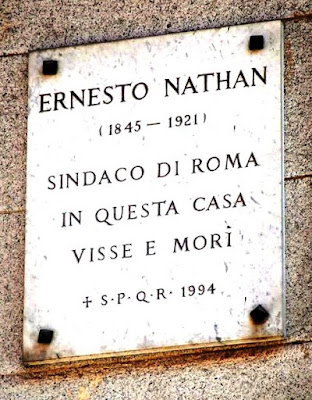 ERNESTO NATHAN
(1845 — 1921)
SINDACO DI ROMA
IN QUESTA CASA
VISSE E MORÌ
✝ S·P·Q·R· 1994